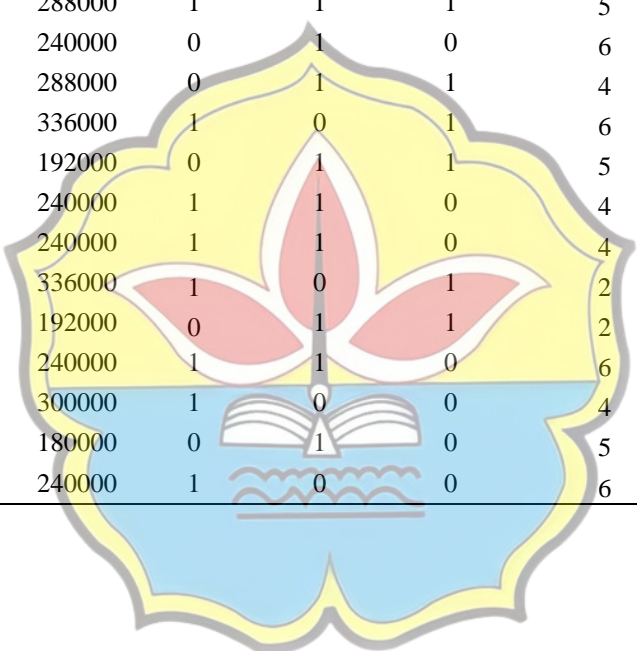 288000 1 1 1 5
240000 0 1 0 6
288000 0 1 1 4
336000 1 0 1 6
192000 0 1 1 5
240000 1 1 0 4
240000 1 1 0 4
336000 1 0 1 2
192000 0 1 1 2
240000 1 1 0 6
300000 1 0 0 4
180000 0 1 0 5
240000 1 0 0 6